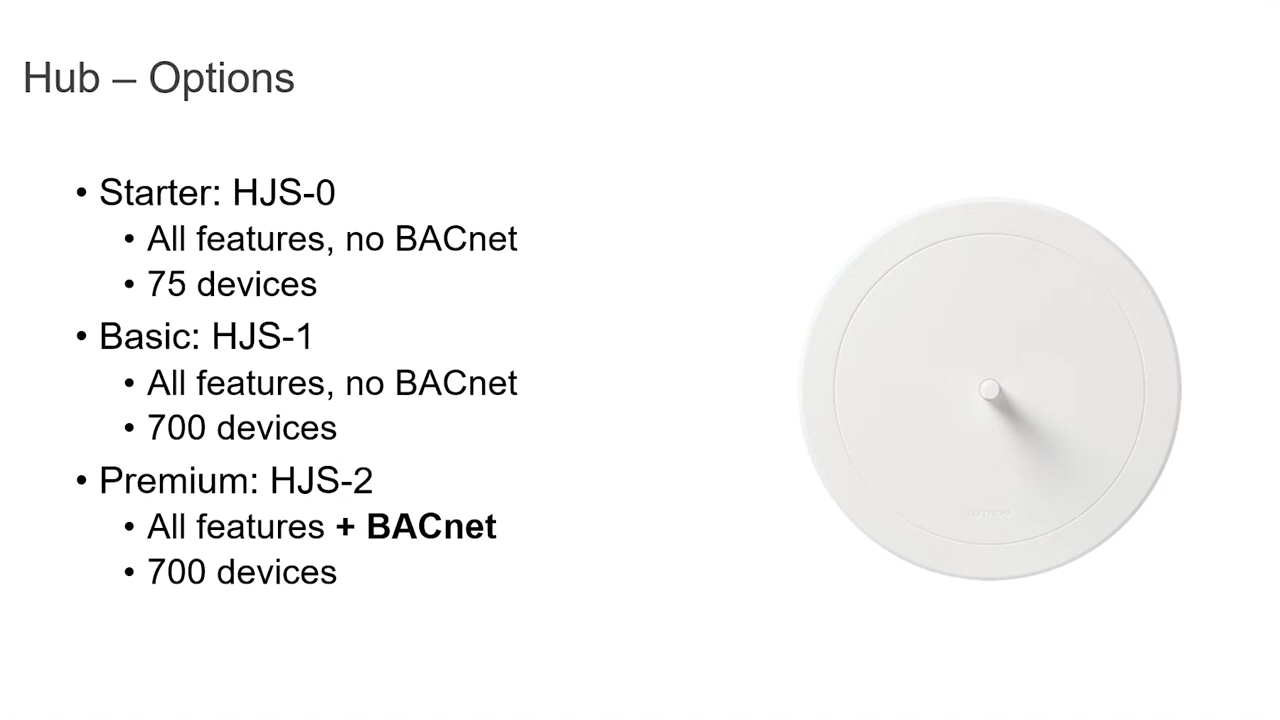 Hub – Options
• Starter: HJS-0
• All features, no BACnet
• 75 devices
• Basic: HJS-1
• All features, no BACnet
• 700 devices
• Premium: HJS-2
• All features + BACnet
• 700 devices
LUTRON